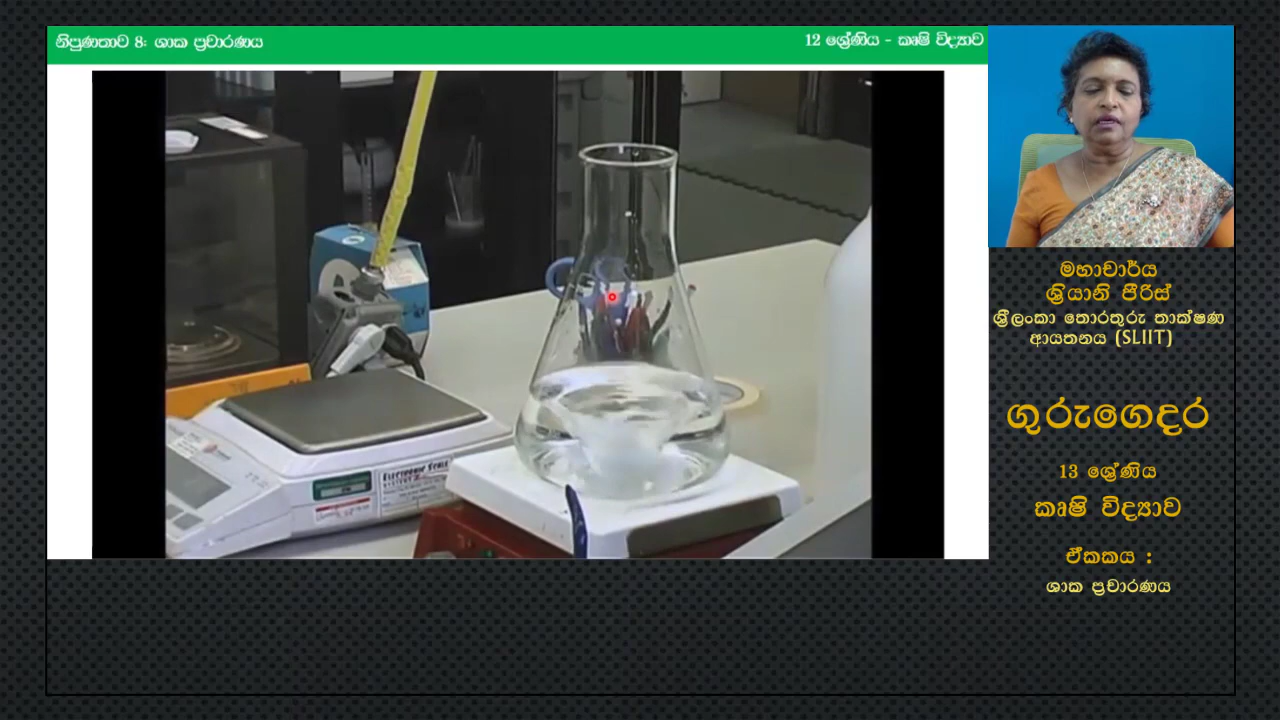 නිපුණතාව 8: ශාක ප්‍රචාරණය
12 ශ්‍රේණිය - කෘෂි විද්‍යාව
ELECTRONIC SCALE
මහාචාර්ය
ශ්‍රියානි පීරිස්
ශ්‍රී ලංකා තොරතුරු තාක්ෂණ
ආයතනය (SLIIT)
ගුරුගෙදර
13 ශ්‍රේණිය
කෘෂි විද්‍යාව
ඒකකය :
ශාක ප්‍රචාරණය